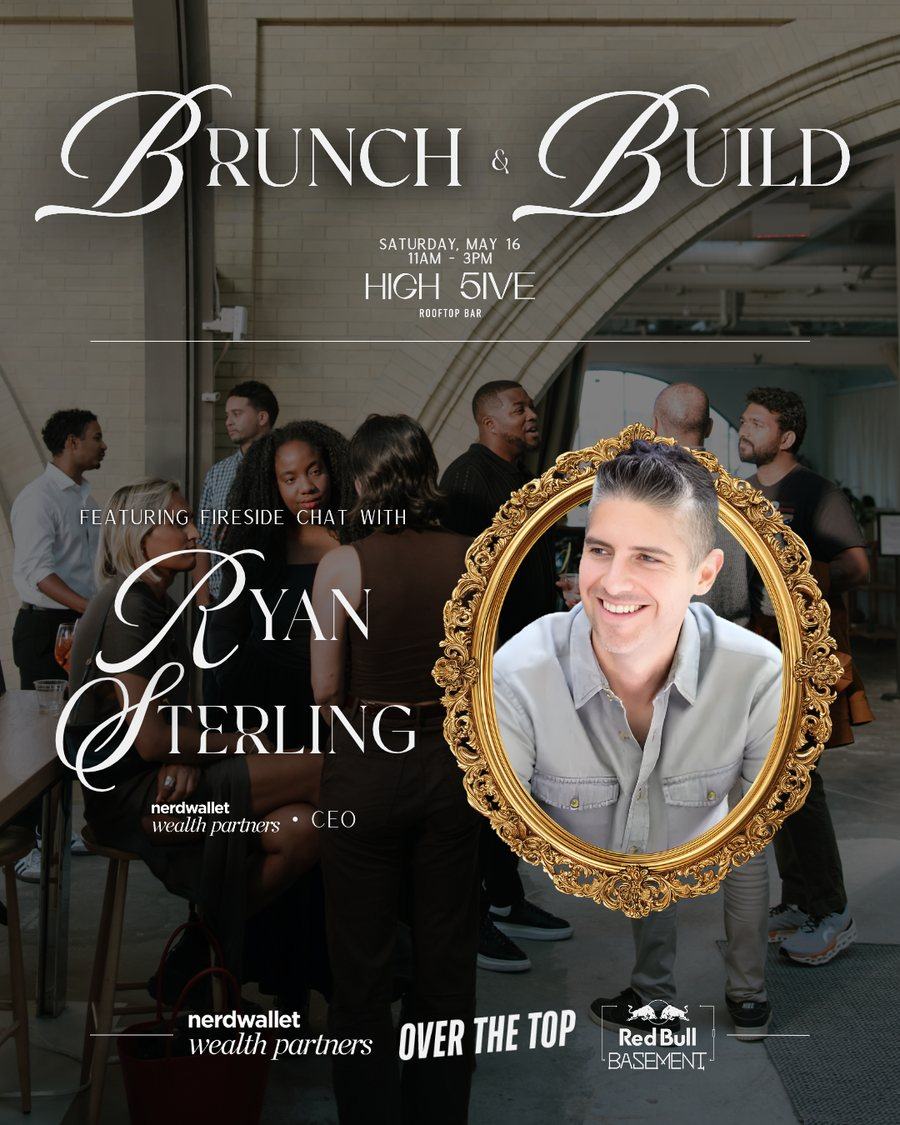 BRUNCH & BUILD
SATURDAY, MAY 16
11AM - 3PM
HIGH 5IVE
ROOFTOP BAR
FEATURING FIRESIDE CHAT WITH
RYAN
STERLING
nerdwallet
wealth partners • CEO
nerdwallet
wealth partners
OVER THE TOP
Red Bull
BASEMENT